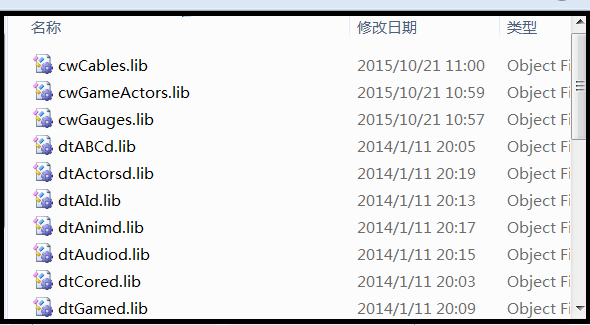 名称 修改日期 类型
cwCables.lib 2015/10/21 11:00 Object Fi
cwGameActors.lib 2015/10/21 10:59 Object Fi
cwGauges.lib 2015/10/21 10:57 Object Fi
dtABCd.lib 2014/1/11 20:05 Object Fi
dtActorsd.lib 2014/1/11 20:19 Object Fi
dtAId.lib 2014/1/11 20:13 Object Fi
dtAnimd.lib 2014/1/11 20:17 Object Fi
dtAudiod.lib 2014/1/11 20:15 Object Fi
dtCored.lib 2014/1/11 20:03 Object Fi
dtGamed.lib 2014/1/11 20:09 Object Fi